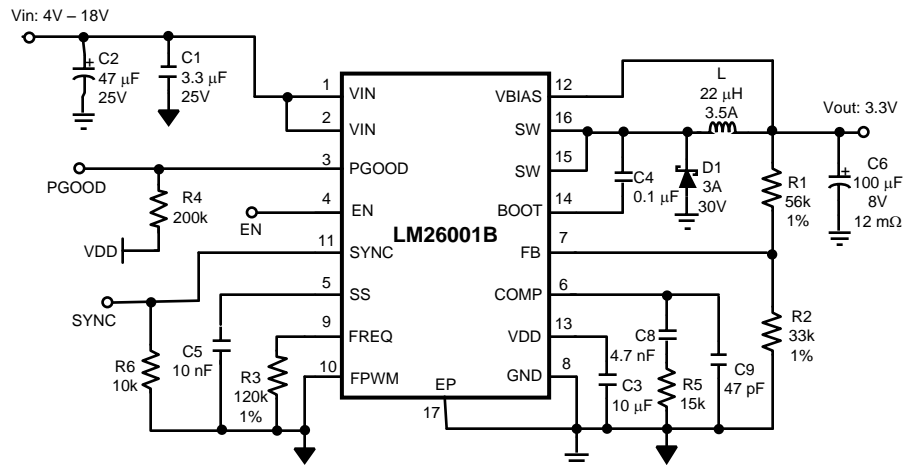 Vin: 4V – 18V
C2
47 μF
25V
C1
3.3 μF
25V
1
VIN
2
VIN
3
PGOOD
PGOOD
R4
200k
VDD
4
EN
EN
11
SYNC
SYNC
5
SS
9
FREQ
10
FPWM
R6
10k
C5
10 nF
R3
120k
1%
LM26001B
EP
17
12
VBIAS
16
SW
15
SW
14
BOOT
7
FB
6
COMP
13
VDD
8
GND
L
22 μH
3.5A
Vout: 3.3V
C4
0.1 μF
D1
3A
30V
R1
56k
1%
C6
100 μF
8V
12 mΩ
R2
33k
1%
C8
4.7 nF
C3
10 μF
R5
15k
C9
47 pF